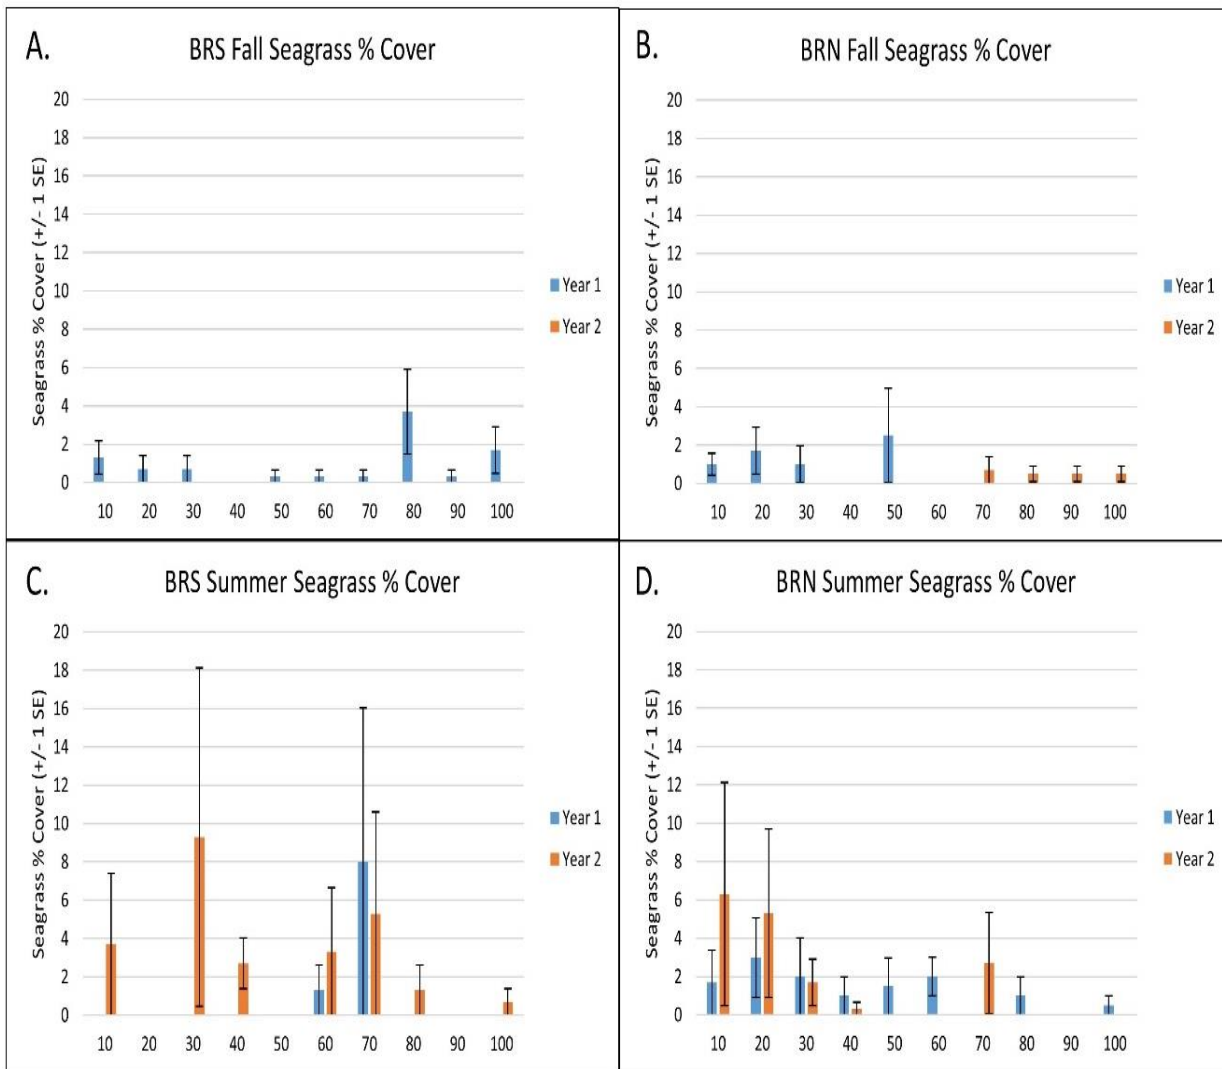 A.
BRS Fall Seagrass % Cover
Seagrass % Cover (+/- 1 SE)
20
18
16
14
12
10
8
6
4
2
0
10 20 30 40 50 60 70 80 90 100
Year 1
Year 2
B.
BRN Fall Seagrass % Cover
Seagrass % Cover (+/- 1 SE)
20
18
16
14
12
10
8
6
4
2
0
10 20 30 40 50 60 70 80 90 100
Year 1
Year 2
C.
BRS Summer Seagrass % Cover
Seagrass % Cover (+/- 1 SE)
20
18
16
14
12
10
8
6
4
2
0
10 20 30 40 50 60 70 80 90 100
Year 1
Year 2
D.
BRN Summer Seagrass % Cover
Seagrass % Cover (+/- 1 SE)
20
18
16
14
12
10
8
6
4
2
0
10 20 30 40 50 60 70 80 90 100
Year 1
Year 2